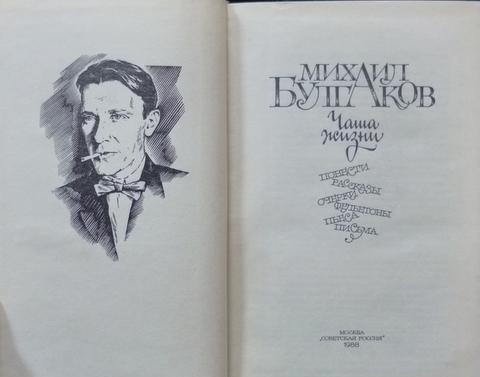 МИХАИЛ
БУЛГАКОВ
Чаша
жизни
ПОВЕСТИ
РАССКАЗЫ
ОЧЕРКИ
ФЕЛЬЕТОНЫ
ПЬЕСА
ПИСЬМА
МОСКВА
„СОВЕТСКАЯ РОССИЯ"
1988